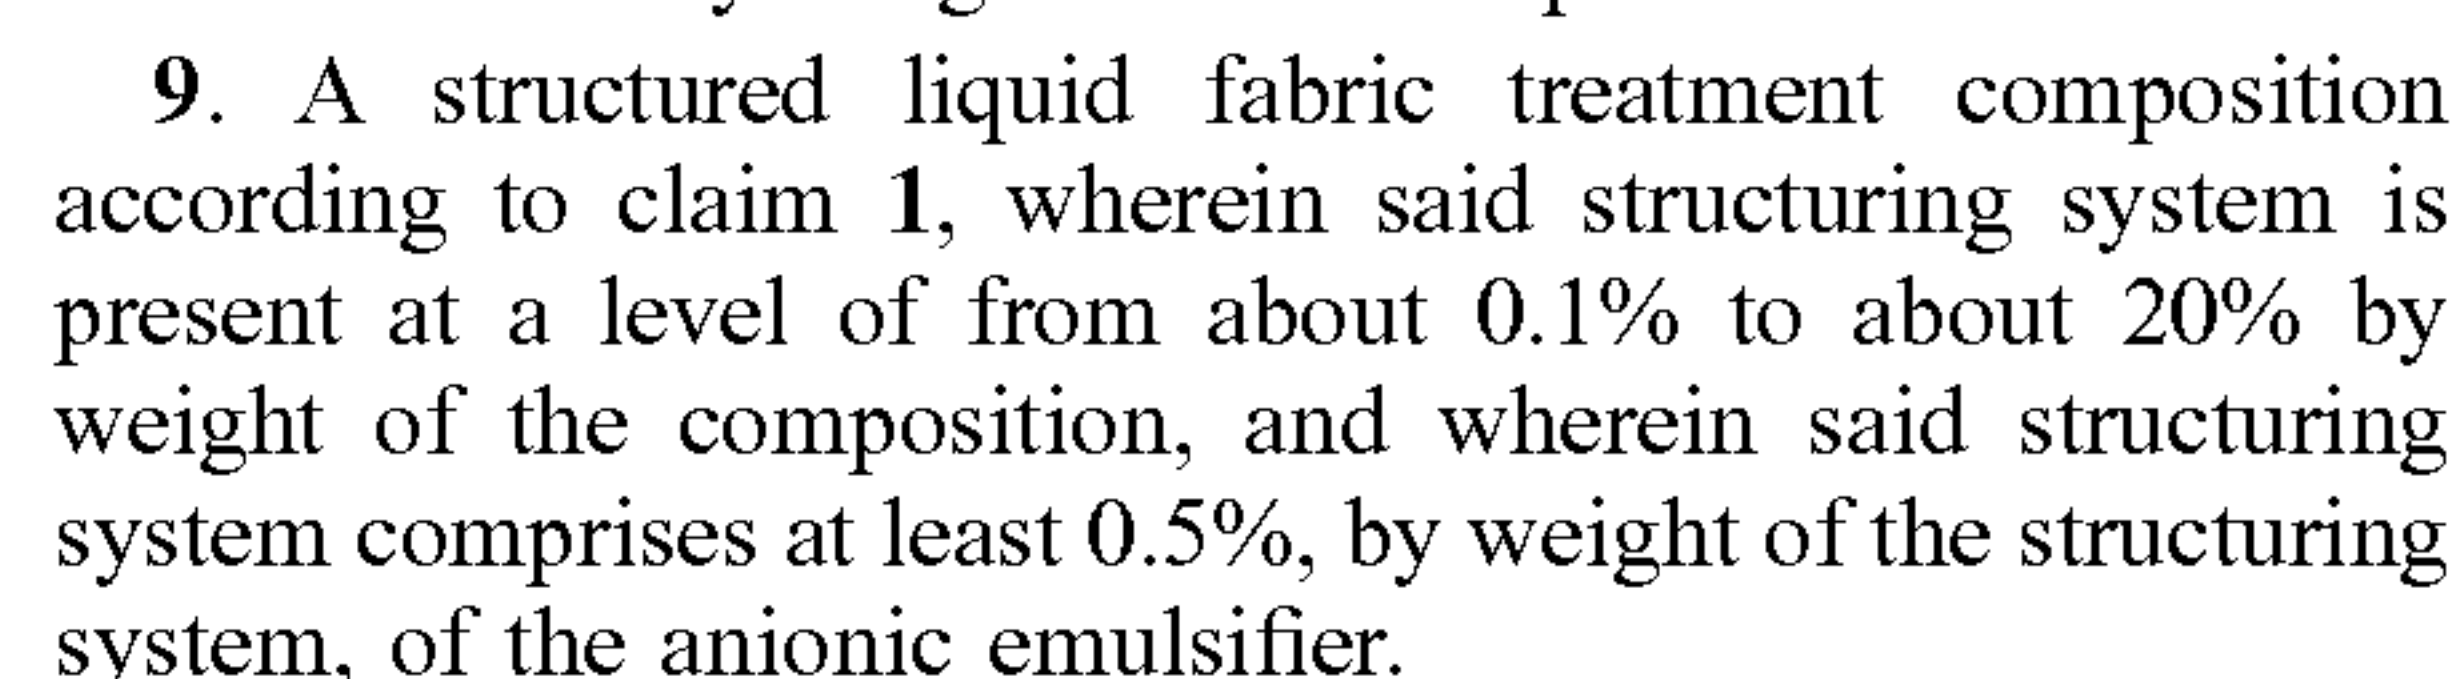 9. A structured liquid fabric treatment composition
according to claim 1, wherein said structuring system is
present at a level of from about 0.1% to about 20% by
weight of the composition, and wherein said structuring
system comprises at least 0.5%, by weight of the structuring
system, of the anionic emulsifier.